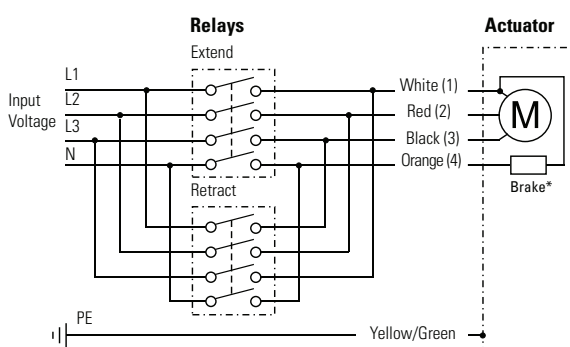 Relays
Actuator
Extend
L1
L2
L3
N
Input
Voltage
White (1)
Red (2)
Black (3)
Orange (4)
M
Brake*
Retract
PE
Yellow/Green